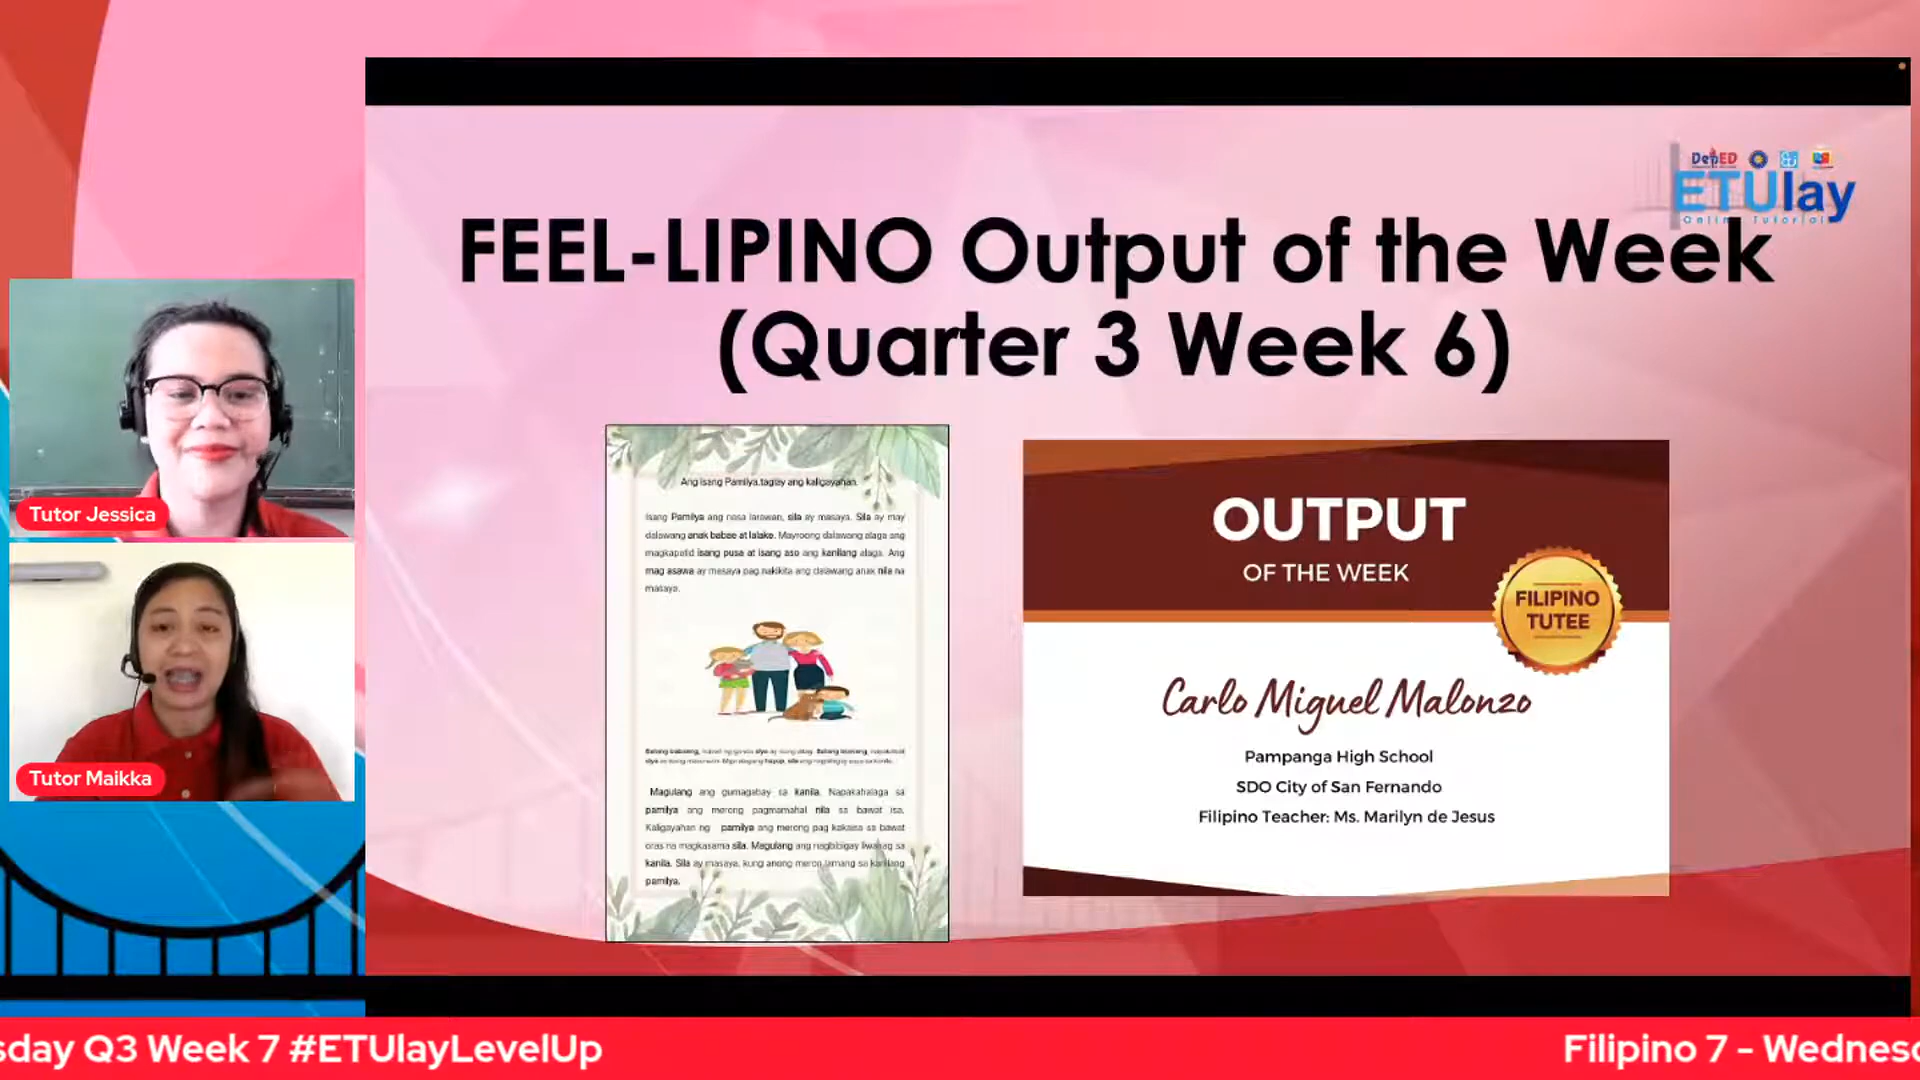 DepED
ETUlay
Online Tutorial
FEEL-LIPINO Output of the Week
(Quarter 3 Week 6)
Ang isang Pamilya,taglay ang kaligayahan.
Isang Pamilya ang nasa larawan, sila ay masaya. Sila ay may
dalawang anak babae at lalake. Mayroong dalawang alaga ang
magkapatid isang pusa at isang aso ang kanilang alaga. Ang
mag asawa ay masaya pag nakikita ang dalawang anak nila na
masaya.
Magulang ang gumagabay sa kanila. Napakahalaga sa
pamilya ang merong pagmamahal nila sa bawat isa.
Kaligayahan ng pamilya ang merong pag kakaisa sa bawat
oras na magkasama sila. Magulang ang nagbibigay liwanag sa
kanila. Sila ay masaya, kung anong meron lamang sa kanilang
pamilya.
OUTPUT
OF THE WEEK
FILIPINO
TUTEE
Carlo Miguel Malonzo
Pampanga High School
SDO City of San Fernando
Filipino Teacher: Ms. Marilyn de Jesus
Tutor Jessica
Tutor Maikka
sday Q3 Week 7 #ETUlayLevelUp
Filipino 7 - Wednes